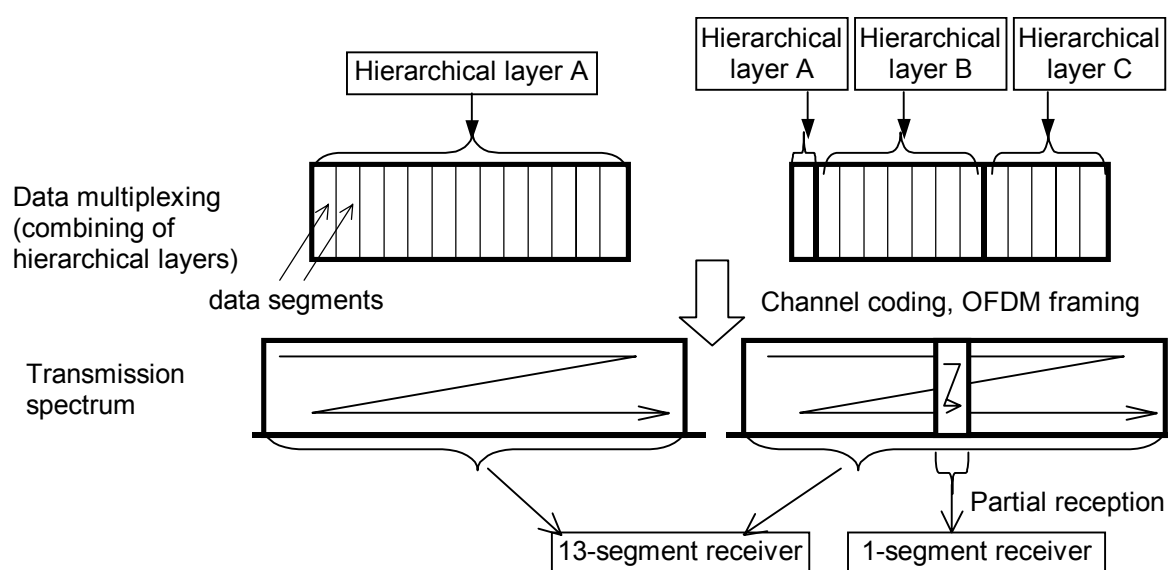 Hierarchical layer A
Hierarchical
layer A
Hierarchical
layer B
Hierarchical
layer C
Data multiplexing
(combining of
hierarchical layers)
data segments
Channel coding, OFDM framing
Transmission
spectrum
Partial reception
13-segment receiver
1-segment receiver